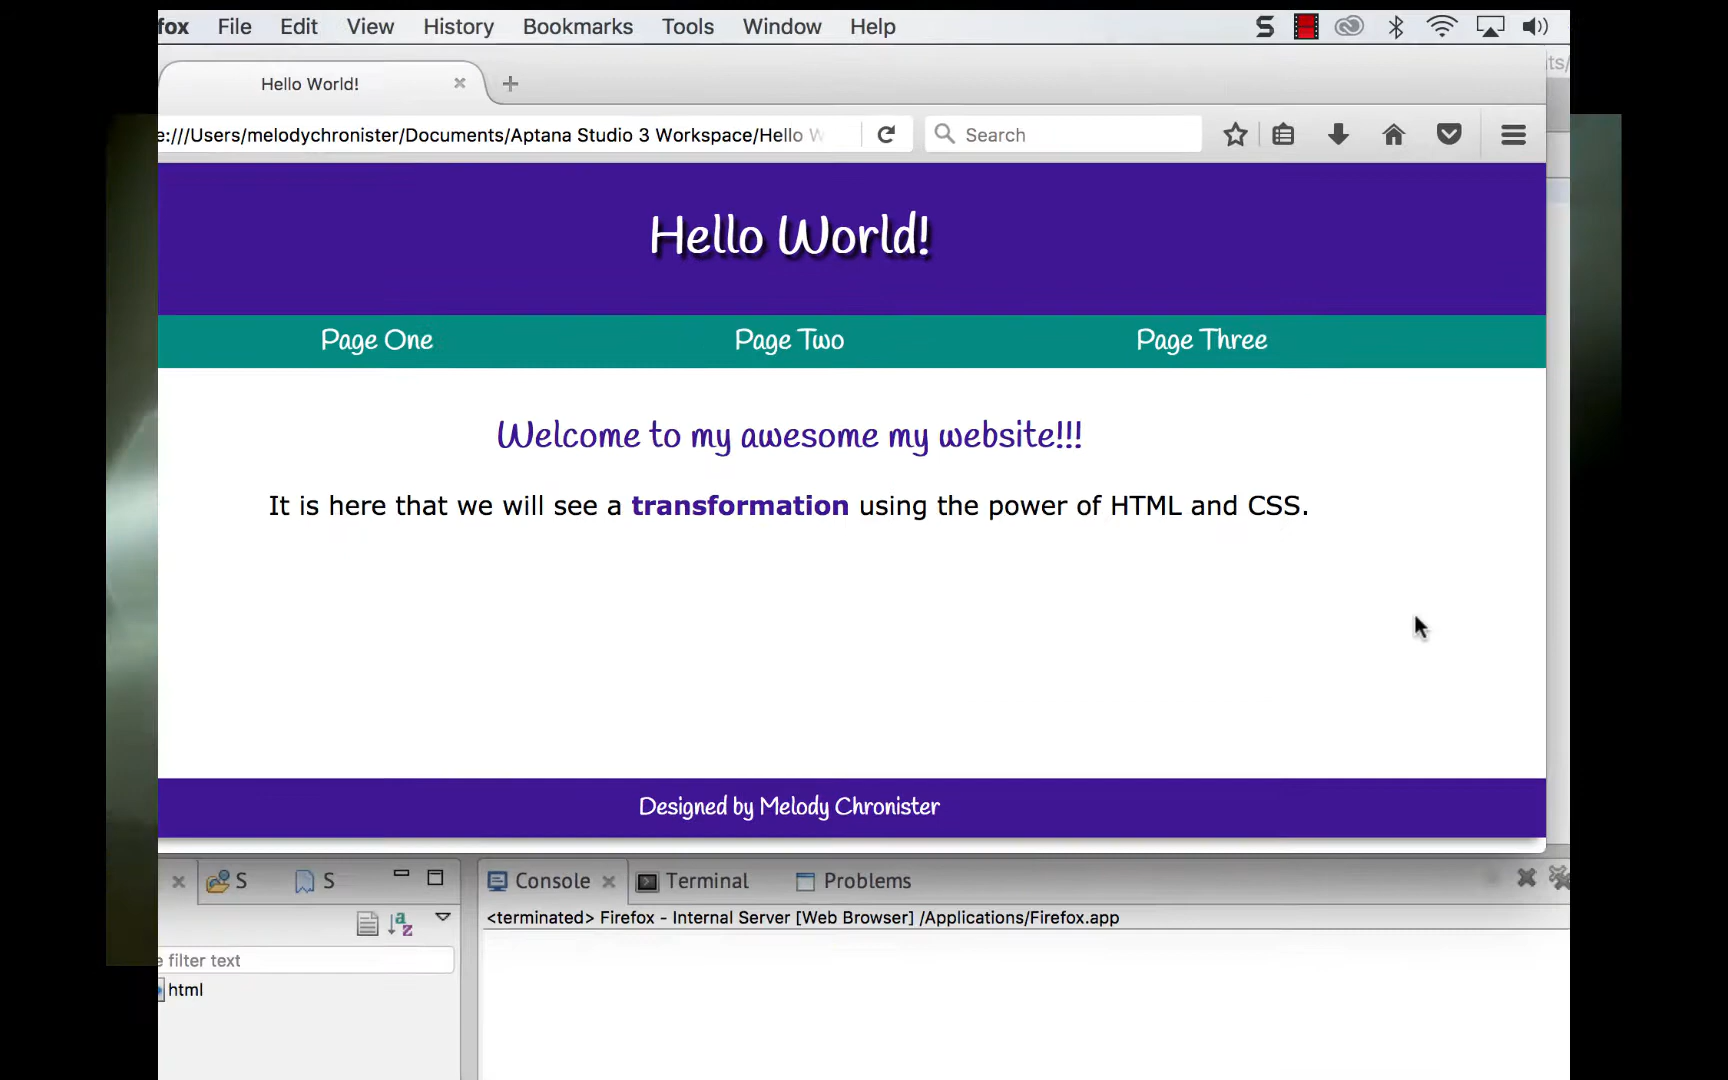 fox File Edit View History Bookmarks Tools Window Help
Hello World!
e:///Users/melodychronister/Documents/Aptana Studio 3 Workspace/Hello W
Search
Hello World!
Page One Page Two Page Three
Welcome to my awesome my website!!!
It is here that we will see a transformation using the power of HTML and CSS.
Designed by Melody Chronister
S S Console Terminal Problems
<terminated> Firefox - Internal Server [Web Browser] /Applications/Firefox.app
e filter text
html